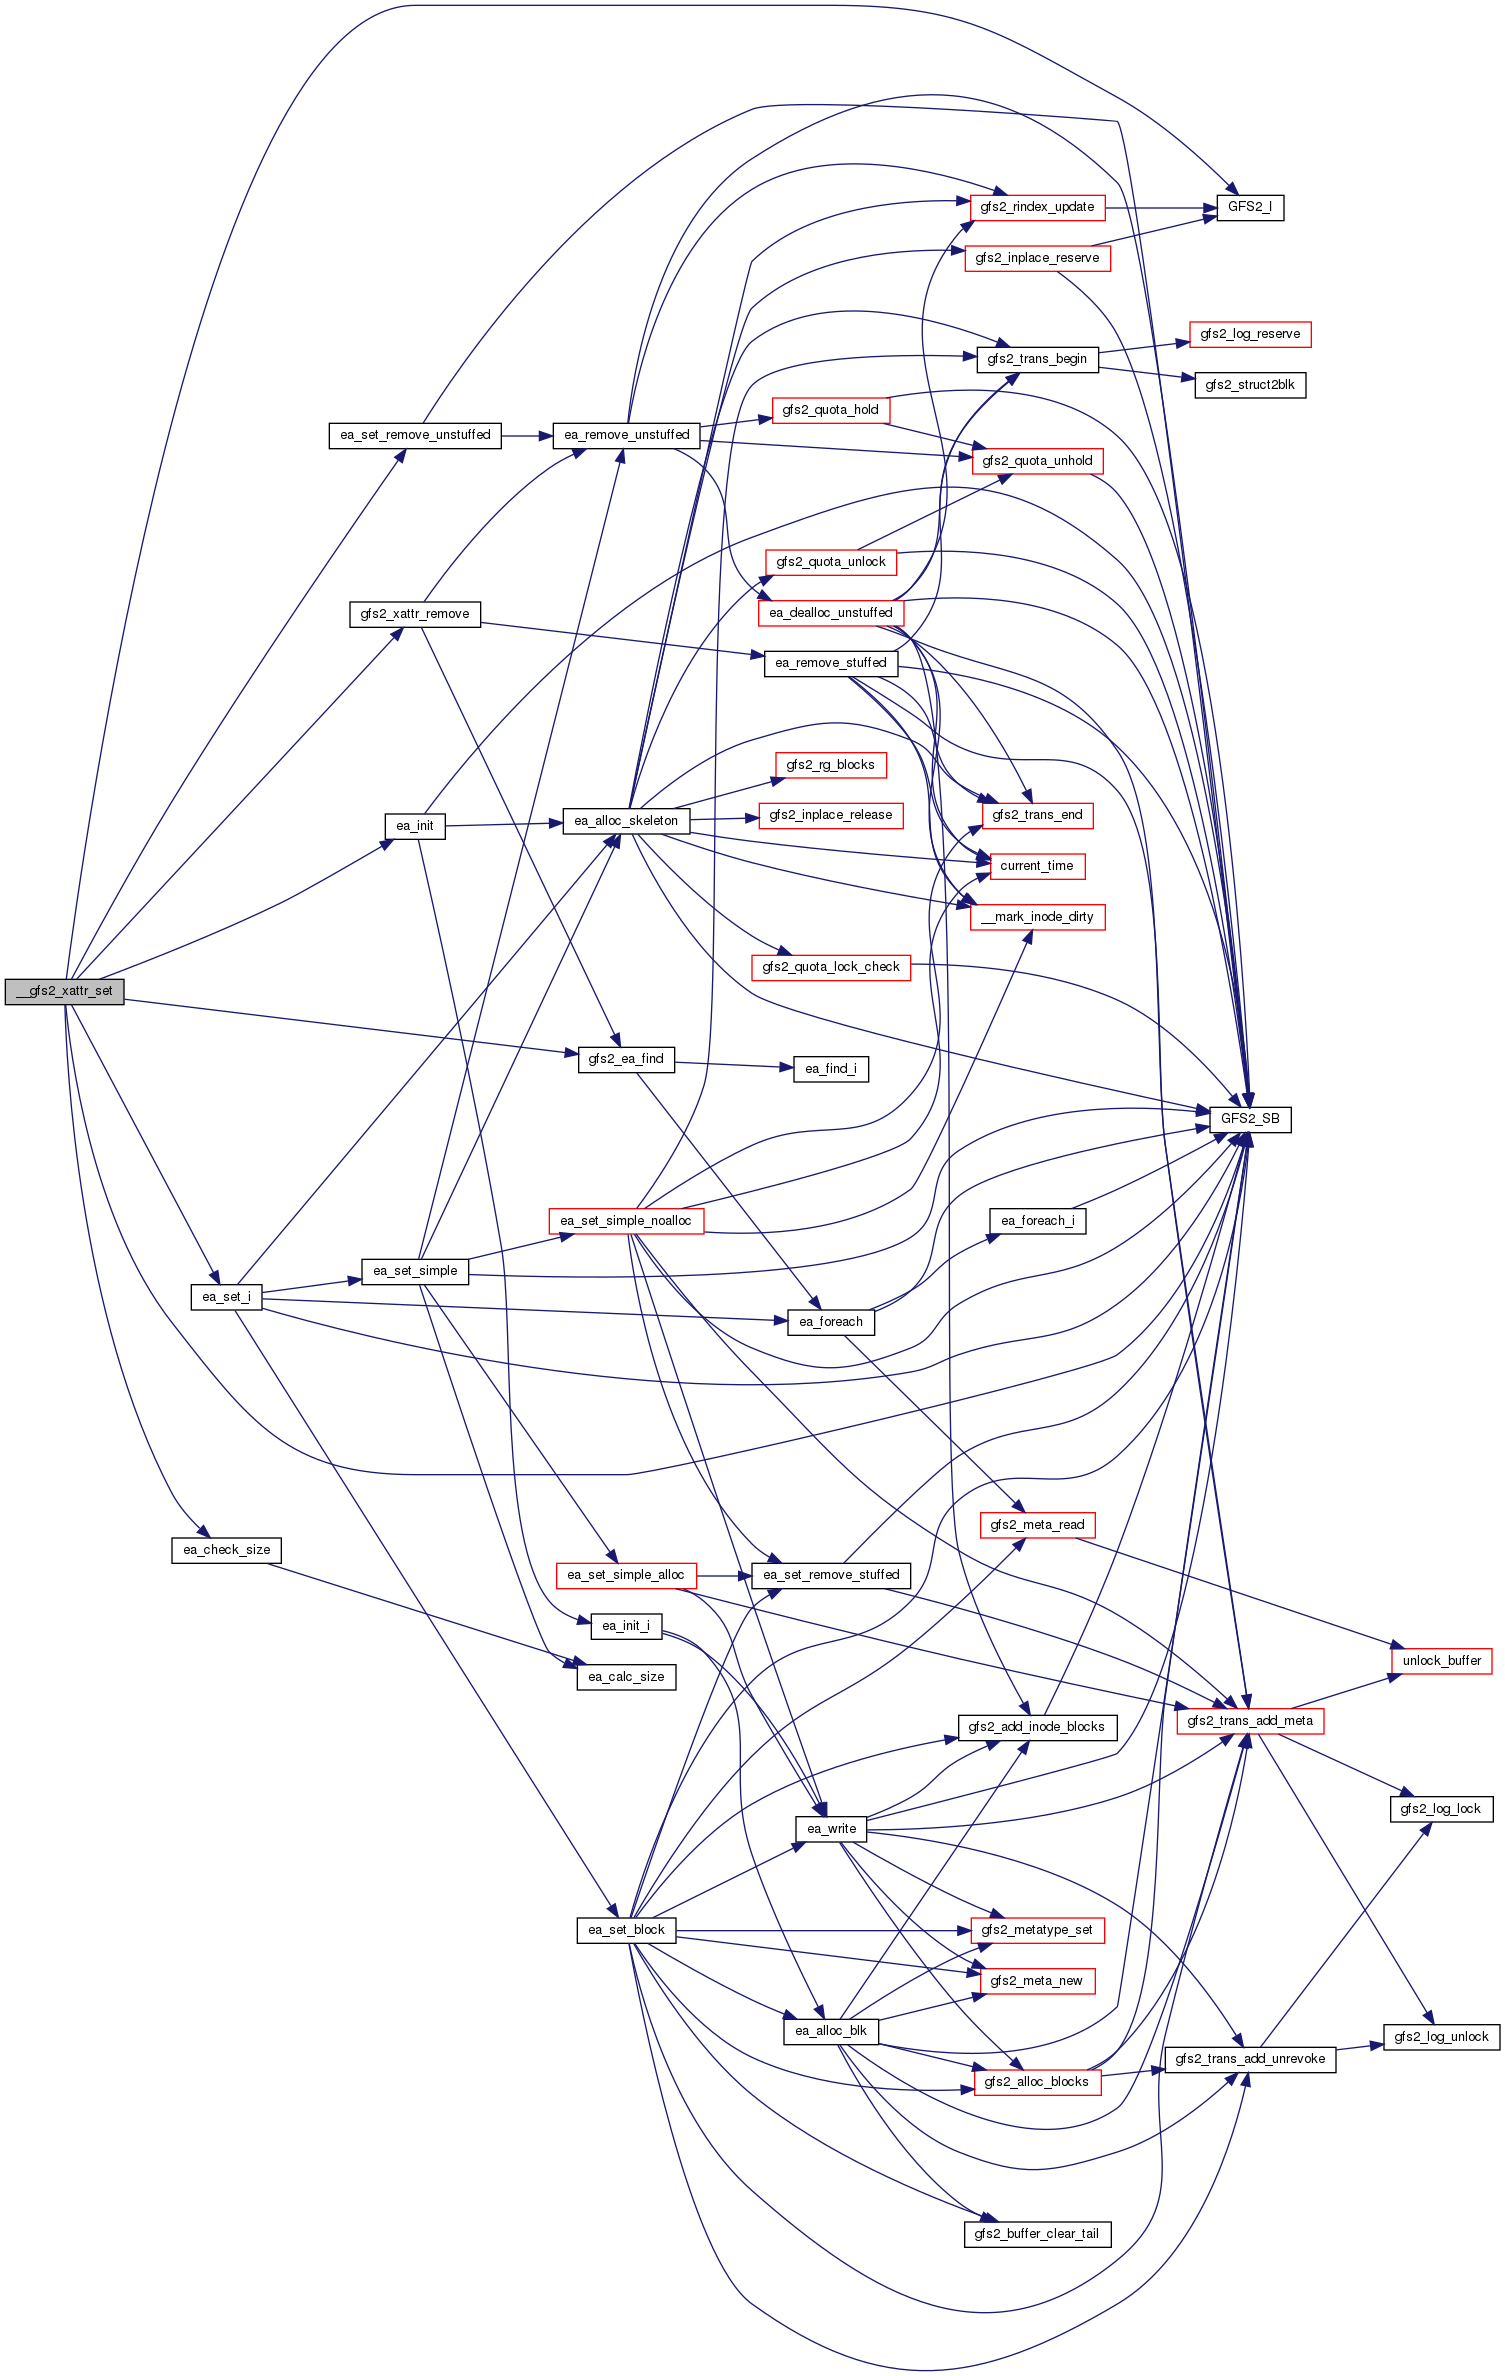 GFS2_I
gfs2_rindex_update
gfs2_inplace_reserve
gfs2_log_reserve
gfs2_trans_begin
gfs2_struct2blk
gfs2_quota_hold
ea_set_remove_unstuffed
ea_remove_unstuffed
gfs2_quota_unhold
gfs2_quota_unlock
ea_dealloc_unstuffed
gfs2_xattr_remove
ea_remove_stuffed
gfs2_rg_blocks
gfs2_inplace_release
gfs2_trans_end
ea_init
ea_alloc_skeleton
current_time
__mark_inode_dirty
gfs2_quota_lock_check
__gfs2_xattr_set
gfs2_ea_find
ea_find_i
GFS2_SB
ea_set_simple_noalloc
ea_foreach_i
ea_set_simple
ea_set_i
ea_foreach
gfs2_meta_read
ea_check_size
ea_set_simple_alloc
ea_set_remove_stuffed
ea_init_i
unlock_buffer
ea_calc_size
gfs2_trans_add_meta
gfs2_add_inode_blocks
gfs2_log_lock
ea_write
ea_set_block
gfs2_metatype_set
gfs2_meta_new
ea_alloc_blk
gfs2_log_unlock
gfs2_trans_add_unrevoke
gfs2_alloc_blocks
gfs2_buffer_clear_tail